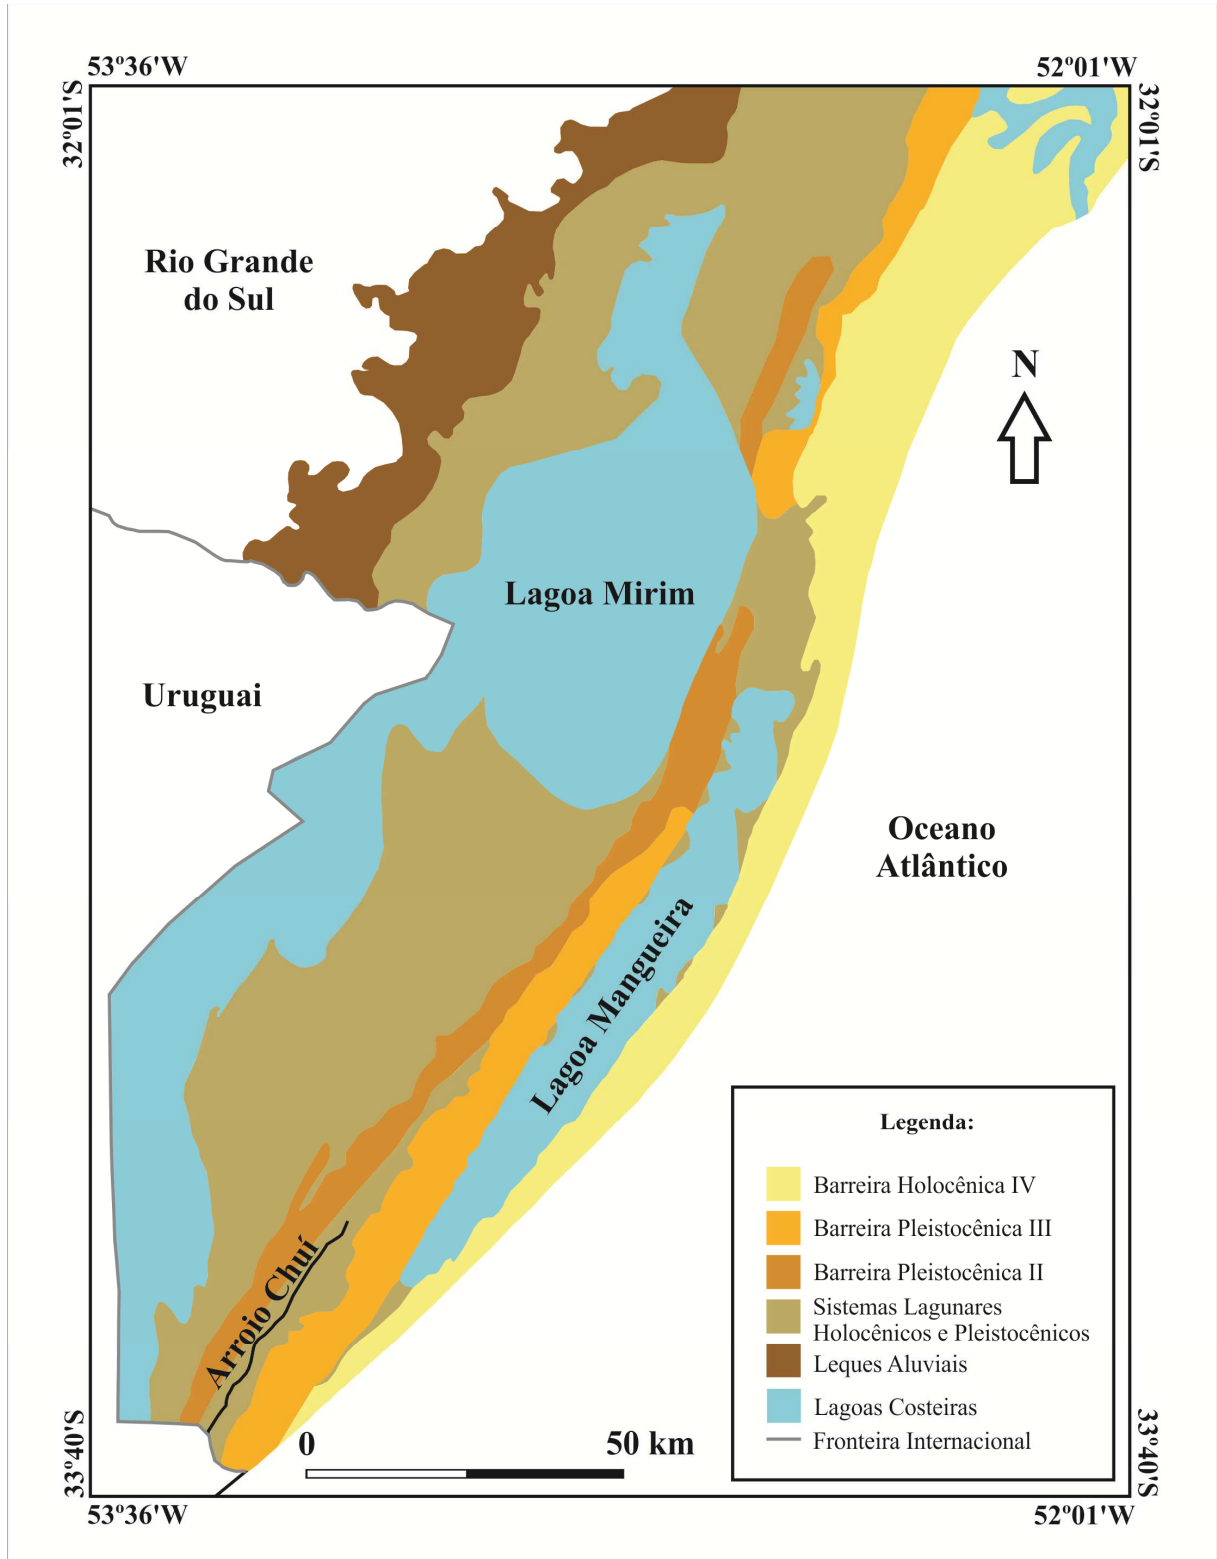 53º36'W
52º01'W
32º01'S
32º01'S
Rio Grande
do Sul
N
Lagoa Mirim
Uruguai
Oceano
Atlântico
Lagoa Mangueira
Arroio Chuí
Legenda:
Barreira Holocênica IV
Barreira Pleistocênica III
Barreira Pleistocênica II
Sistemas Lagunares
Holocênicos e Pleistocênicos
Leques Aluviais
Lagoas Costeiras
Fronteira Internacional
0
50 km
33º40'S
33º40'S
53º36'W
52º01'W